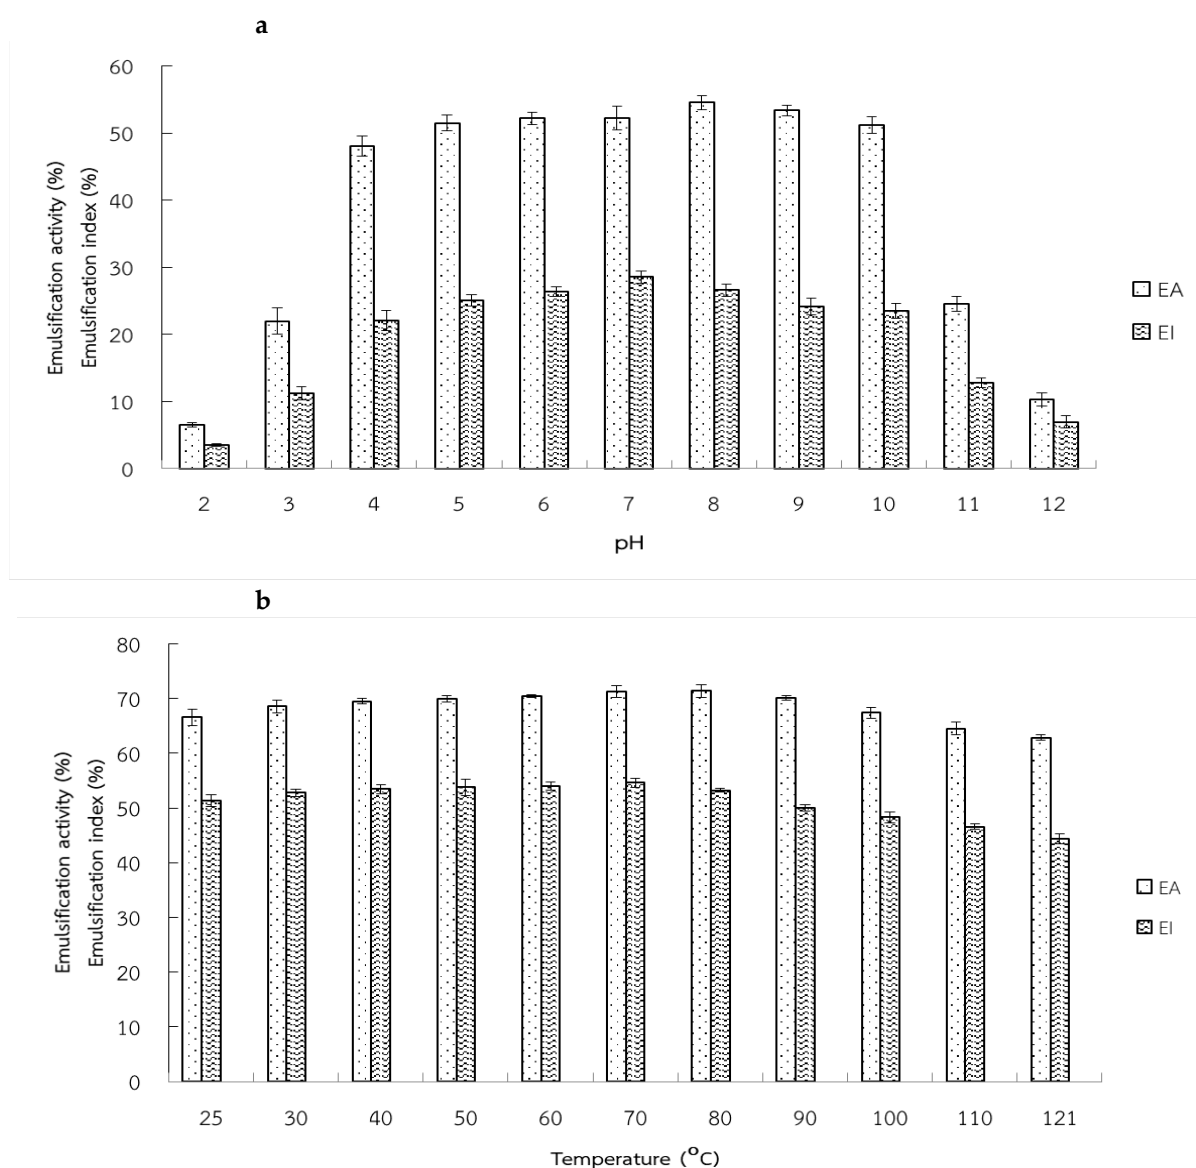 a
60
50
40
30
20
10
0
Emulsification activity (%)
Emulsification index (%)
EA
EI
2 3 4 5 6 7 8 9 10 11 12
pH
b
80
70
60
50
40
30
20
10
0
Emulsification activity (%)
Emulsification index (%)
EA
EI
25 30 40 50 60 70 80 90 100 110 121
Temperature (°C)